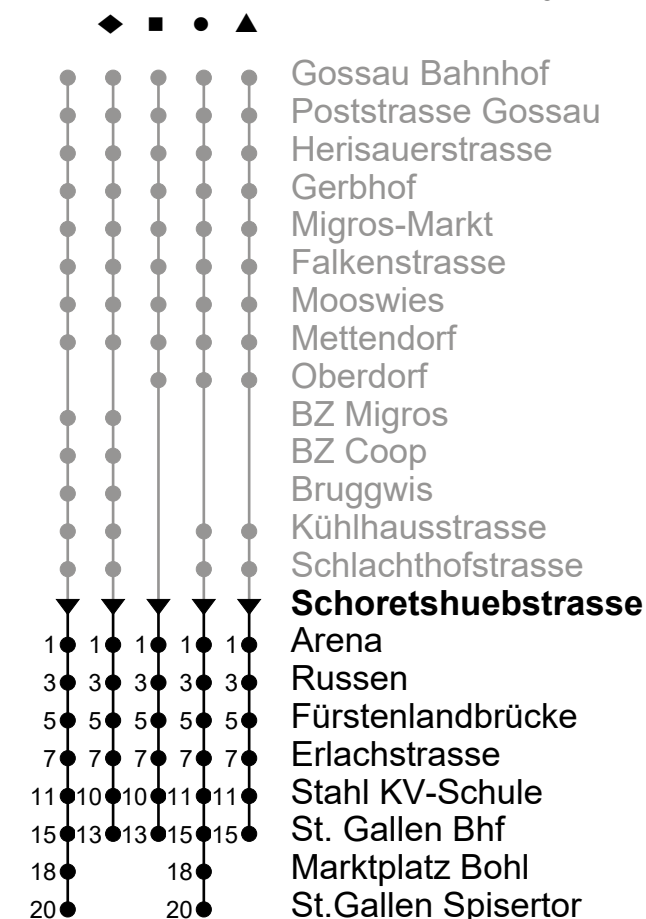 Gossau Bahnhof
Poststrasse Gossau
Herisauerstrasse
Gerbhof
Migros-Markt
Falkenstrasse
Mooswies
Mettendorf
Oberdorf
BZ Migros
BZ Coop
Bruggwis
Kühlhausstrasse
Schlachthofstrasse
Schoretshuebstrasse
1 1 1 1 1 Arena
3 3 3 3 3 Russen
5 5 5 5 5 Fürstenlandbrücke
7 7 7 7 7 Erlachstrasse
11 10 10 11 11 Stahl KV-Schule
15 13 13 15 15 St. Gallen Bhf
18 18 Marktplatz Bohl
20 20 St.Gallen Spisertor